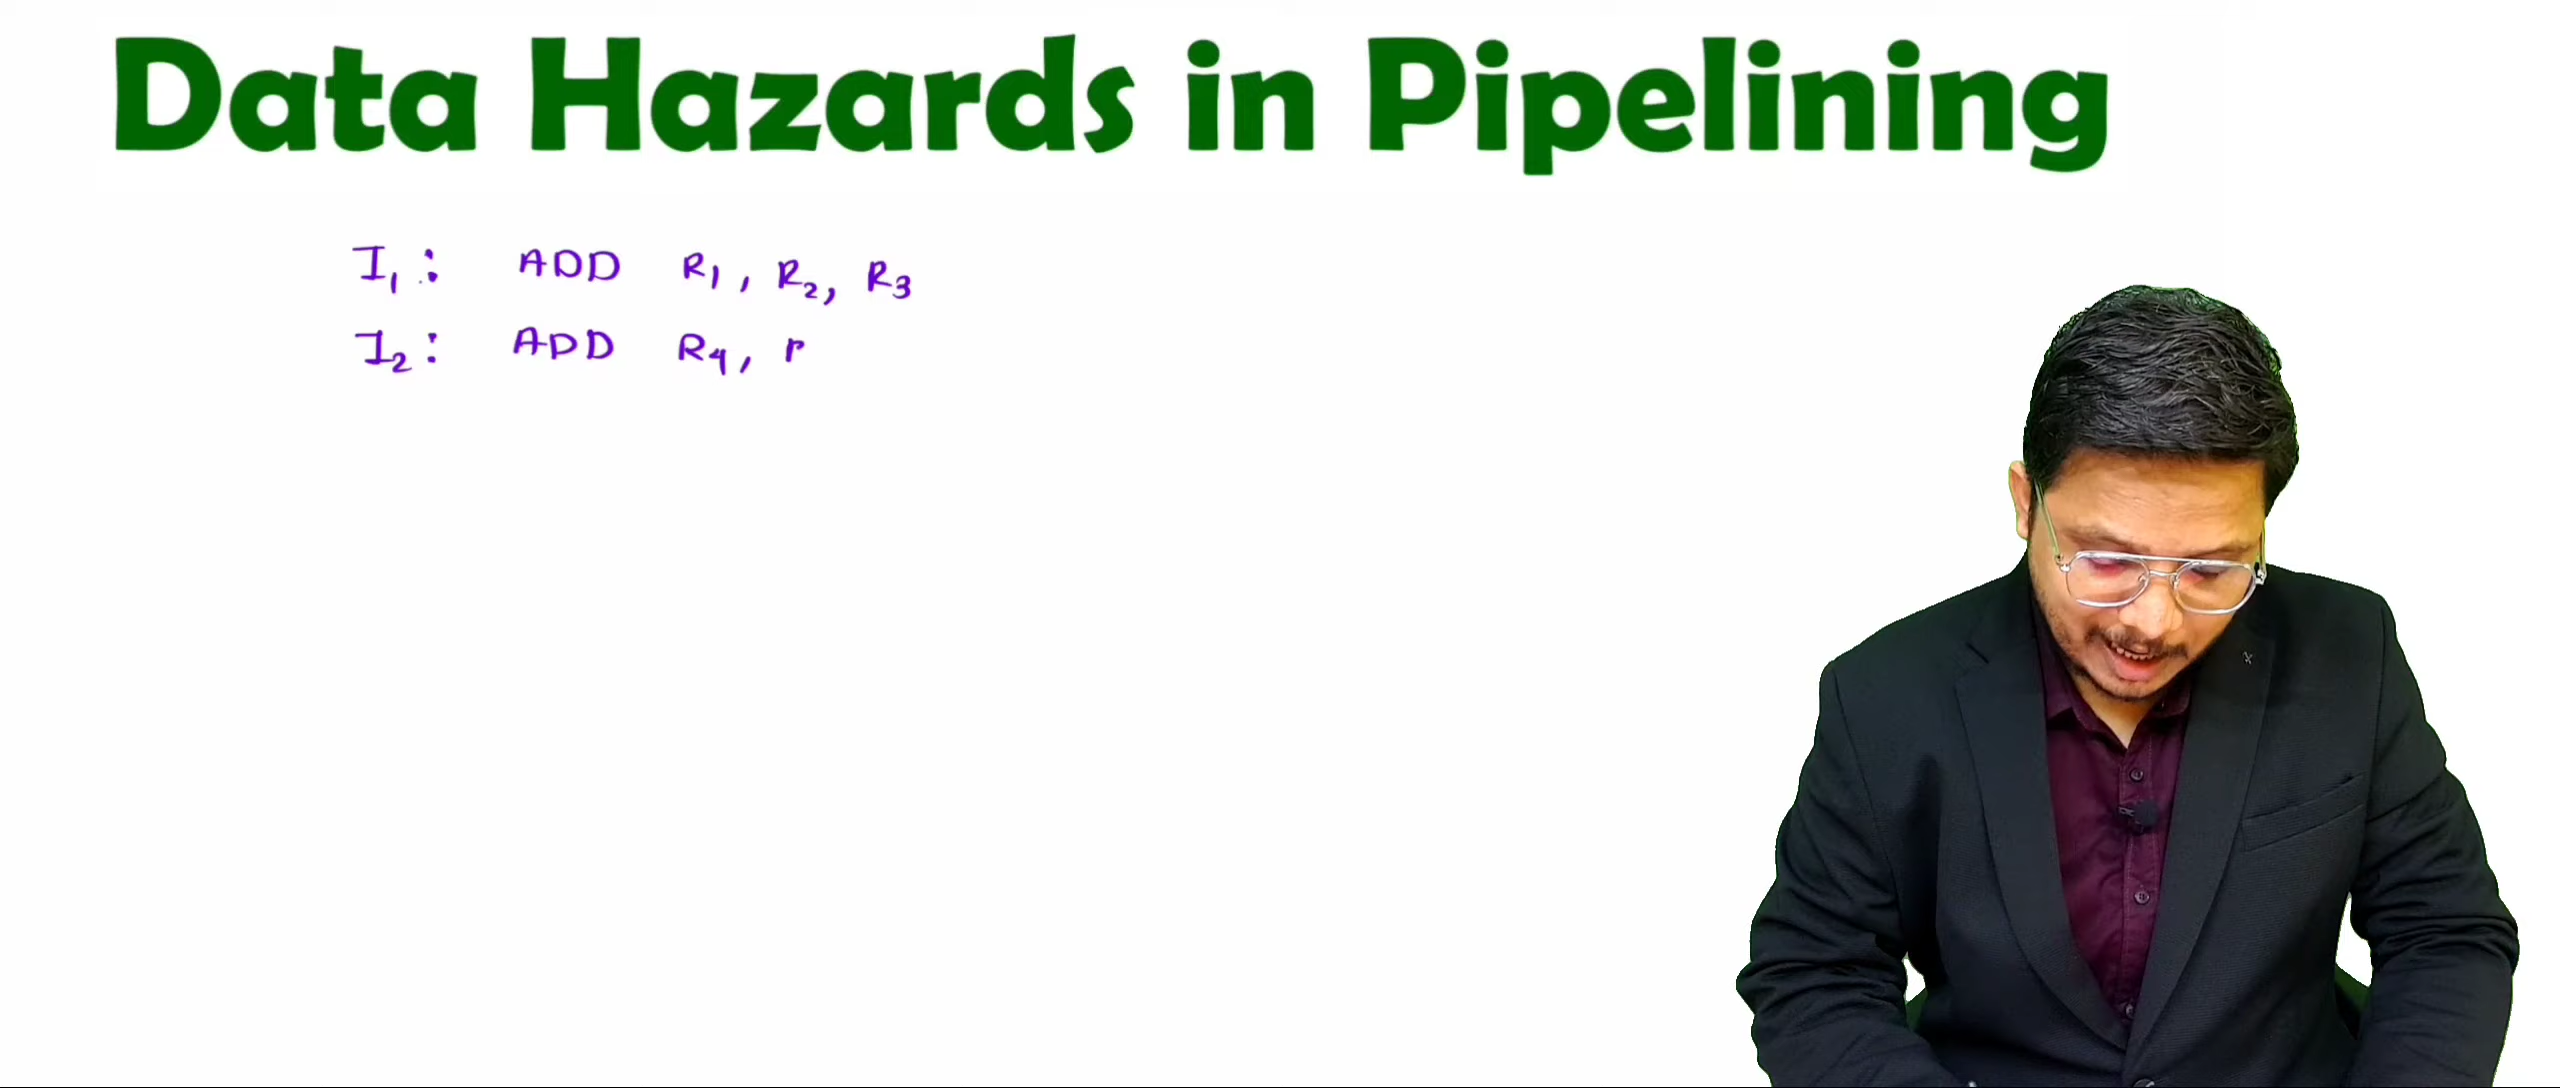 Data Hazards in Pipelining
I₁ : ADD R₁, R₂, R₃
I₂ : ADD R₄,